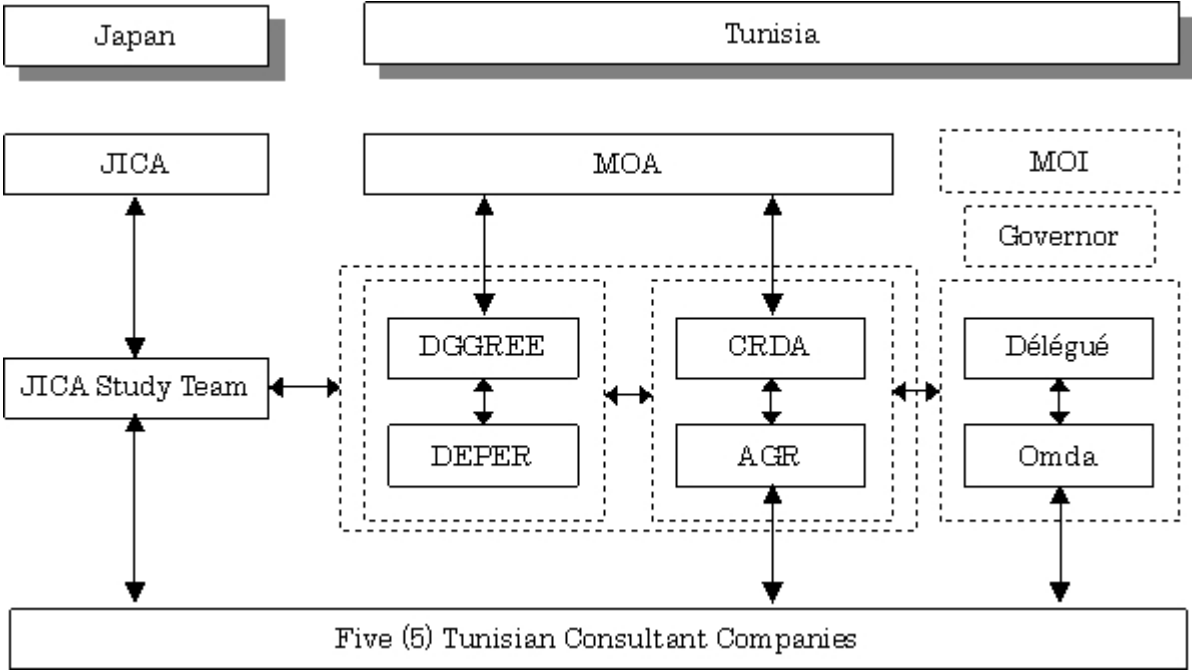 Japan
Tunisia
JICA
MOA
MOI
Governor
DGGREE
CRDA
Délégué
JICA Study Team
DEPER
AGR
Omda
Five (5) Tunisian Consultant Companies